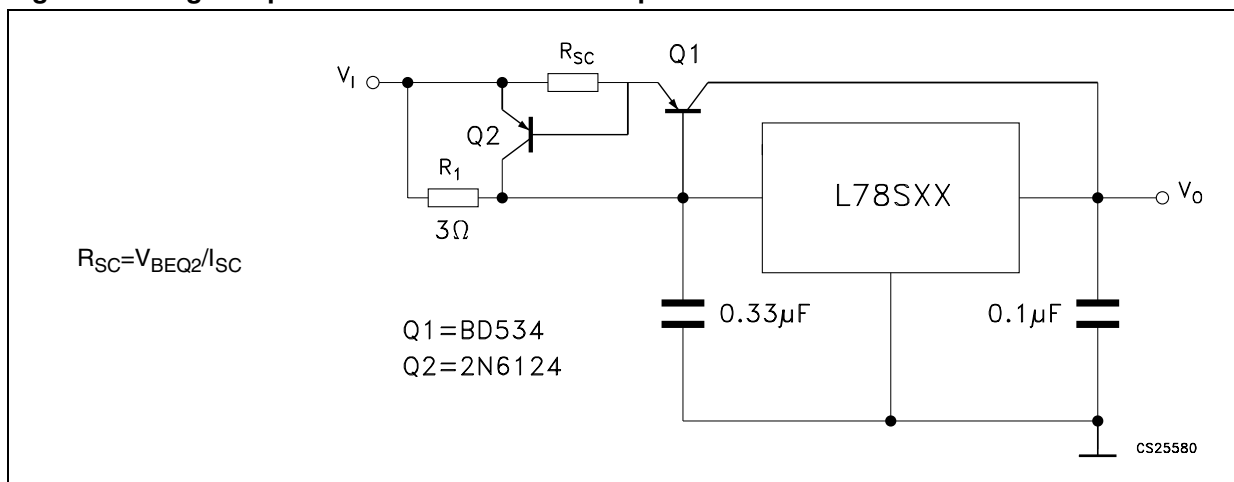 R_SC
Q1
V_I
Q2
R_1
L78SXX
V_O
3Ω
R_SC=V_BEQ2/I_SC
0.33µF
0.1µF
Q1=BD534
Q2=2N6124
CS25580